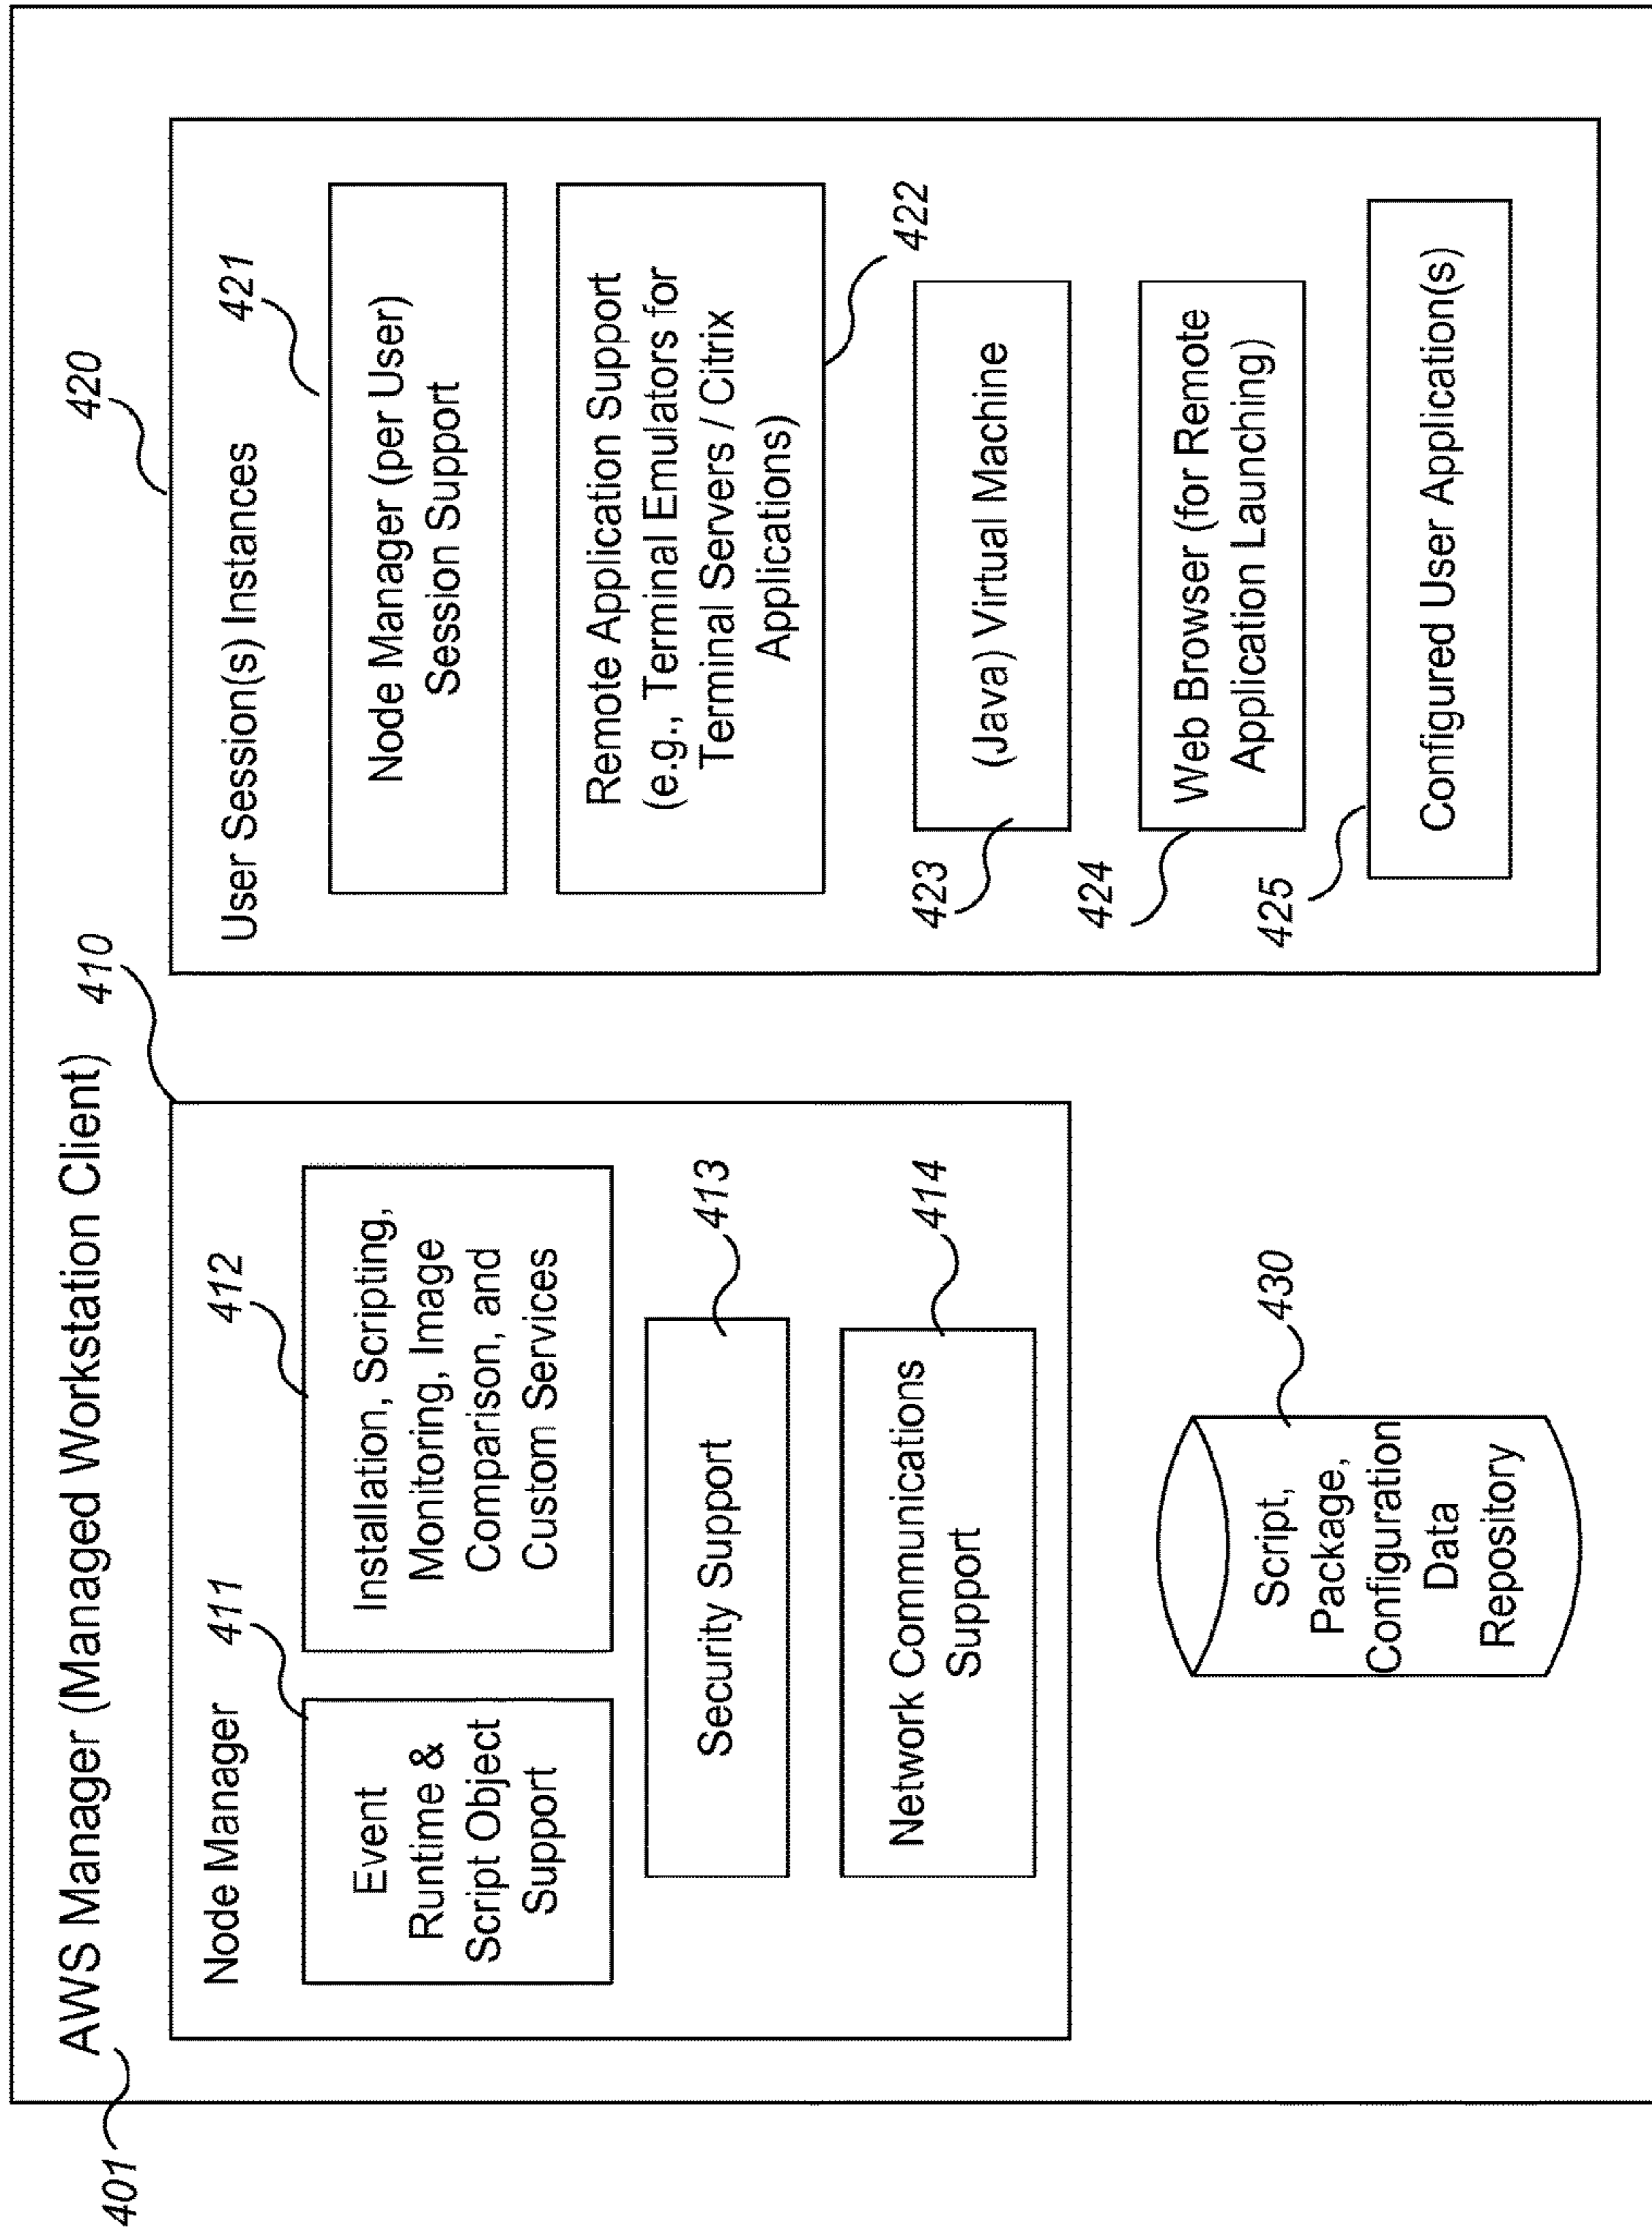 AWS Manager (Managed Workstation Client)
401
410
Node Manager
411
Event
Runtime &
Script Object
Support
412
Installation, Scripting,
Monitoring, Image
Comparison, and
Custom Services
Security Support
413
Network Communications
Support
414
Script,
Package,
Configuration
Data
Repository
430
420
User Session(s) Instances
421
Node Manager (per User)
Session Support
Remote Application Support
(e.g., Terminal Emulators for
Terminal Servers / Citrix
Applications)
422
(Java) Virtual Machine
423
Web Browser (for Remote
Application Launching)
424
Configured User Application(s)
425